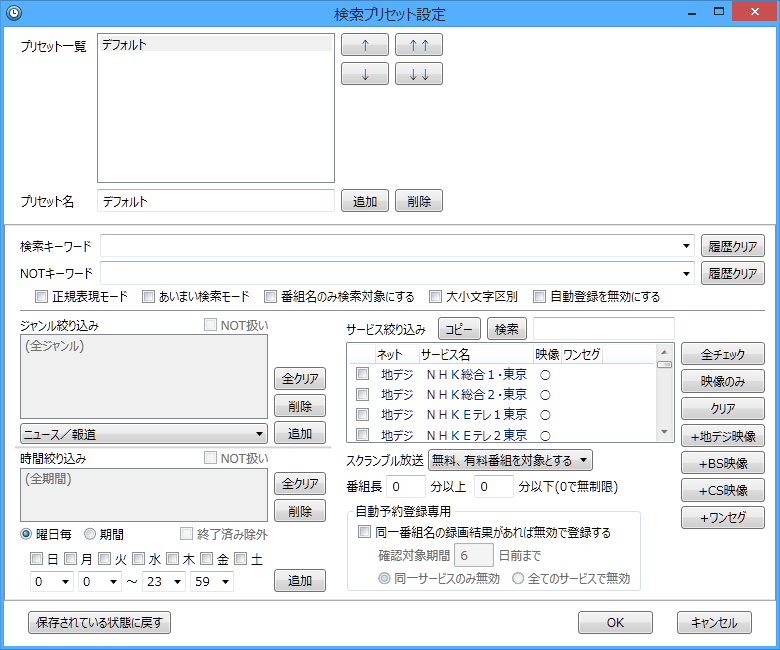 検索プリセット設定
プリセット一覧
デフォルト
↑
↑↑
↓
↓↓
プリセット名
デフォルト
追加
削除
検索キーワード
履歴クリア
NOTキーワード
履歴クリア
正規表現モード
あいまい検索モード
番組名のみ検索対象にする
大小文字区別
自動登録を無効にする
ジャンル絞り込み
NOT扱い
(全ジャンル)
全クリア
削除
ニュース／報道
追加
時間絞り込み
NOT扱い
(全期間)
全クリア
削除
曜日毎
期間
終了済み除外
日 月 火 水 木 金 土
0 0 ～ 23 59
追加
サービス絞り込み
コピー
検索
ネット サービス名 映像 ワンセグ
地デジ ＮＨＫ総合１・東京 ○
地デジ ＮＨＫ総合２・東京 ○
地デジ ＮＨＫＥテレ１東京 ○
地デジ ＮＨＫＥテレ２東京 ○
全チェック
映像のみ
クリア
+地デジ映像
+BS映像
+CS映像
+ワンセグ
スクランブル放送
無料、有料番組を対象とする
番組長 0 分以上 0 分以下(0で無制限)
自動予約登録専用
同一番組名の録画結果があれば無効で登録する
確認対象期間 6 日前まで
同一サービスのみ無効
全てのサービスで無効
保存されている状態に戻す
OK
キャンセル